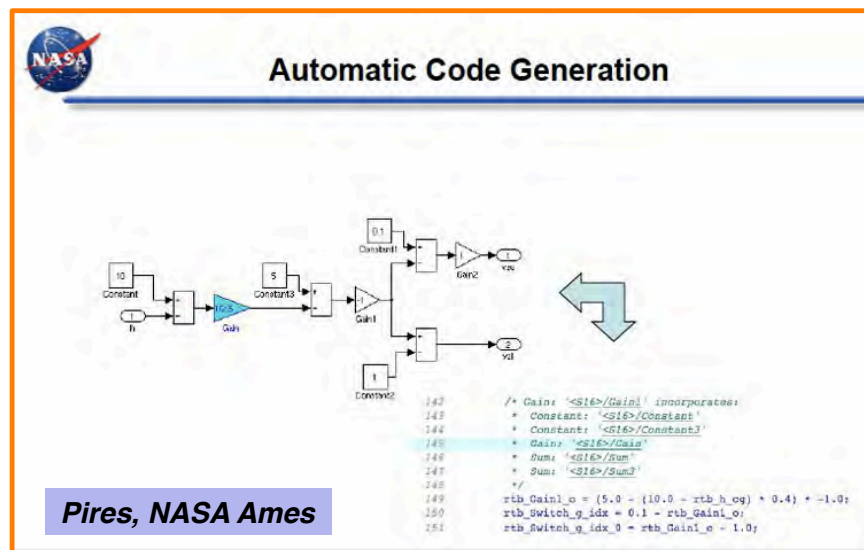 NASA
Automatic Code Generation
0.1
Constant1
Gain2
1
10
Constant
5
Constant3
-1
Gain1
Gain
1
h
2
1
Constant2
142 /* Gain: '<S16>/Gain1' incorporates:
143 * Constant: '<S16>/Constant'
144 * Constant: '<S16>/Constant3'
145 * Gain: '<S16>/Gain'
146 * Sum: '<S16>/Sum'
147 * Sum: '<S16>/Sum3'
148 */
149 rtb_Gain1_o = (5.0 - (10.0 - rtb_h_cg) * 0.4) * -1.0;
150 rtb_Switch_g_idx = 0.1 - rtb_Gain1_o;
151 rtb_Switch_g_idx_0 = rtb_Gain1_o - 1.0;
Pires, NASA Ames